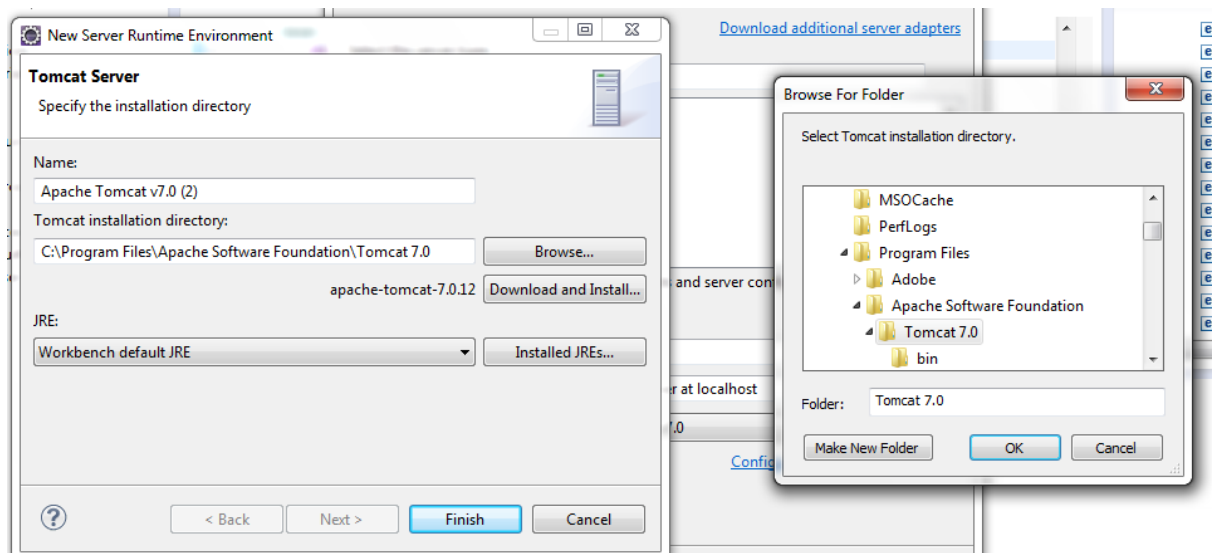 New Server Runtime Environment
Tomcat Server
Specify the installation directory
Name:
Apache Tomcat v7.0 (2)
Tomcat installation directory:
C:\Program Files\Apache Software Foundation\Tomcat 7.0
Browse...
apache-tomcat-7.0.12
Download and Install...
JRE:
Workbench default JRE
Installed JREs...
< Back
Next >
Finish
Cancel
Download additional server adapters
and server con
er at localhost
7.0
Config
Browse For Folder
Select Tomcat installation directory.
MSOCache
PerfLogs
Program Files
Adobe
Apache Software Foundation
Tomcat 7.0
bin
Folder:
Tomcat 7.0
Make New Folder
OK
Cancel